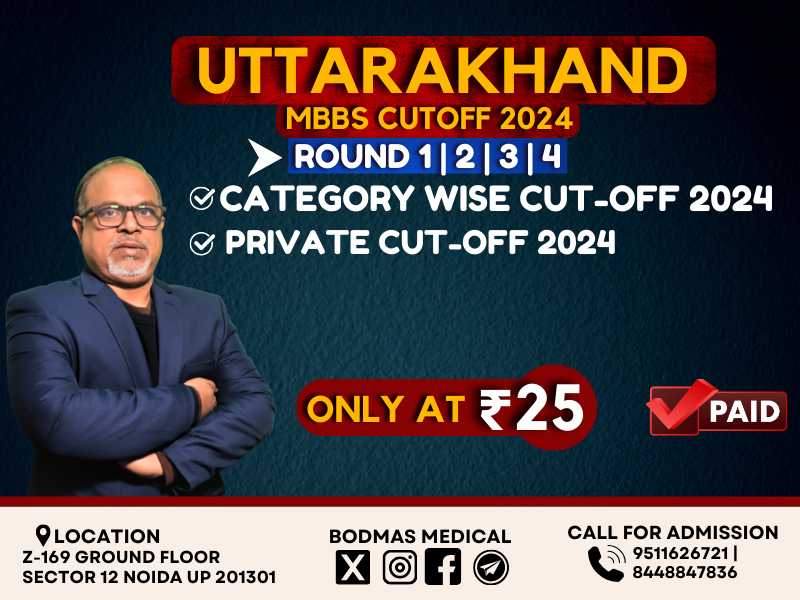 UTTARAKHAND
MBBS CUTOFF 2024
ROUND 1 | 2 | 3 | 4
CATEGORY WISE CUT-OFF 2024
PRIVATE CUT-OFF 2024
ONLY AT ₹25
PAID
LOCATION
Z-169 GROUND FLOOR
SECTOR 12 NOIDA UP 201301
BODMAS MEDICAL
CALL FOR ADMISSION
9511626721 |
8448847836